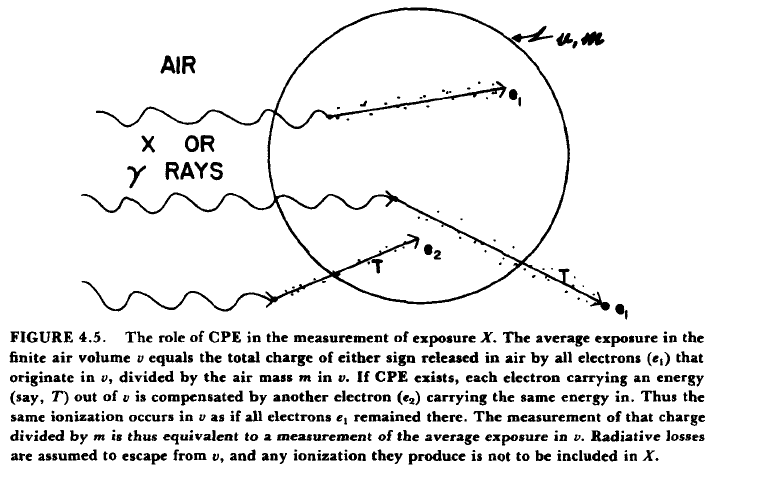 AIR
v, m
e₁
X OR
γ RAYS
e₂
T
T
e₁
FIGURE 4.5. The role of CPE in the measurement of exposure X. The average exposure in the
finite air volume v equals the total charge of either sign released in air by all electrons (e₁) that
originate in v, divided by the air mass m in v. If CPE exists, each electron carrying an energy
(say, T) out of v is compensated by another electron (e₂) carrying the same energy in. Thus the
same ionization occurs in v as if all electrons e₁ remained there. The measurement of that charge
divided by m is thus equivalent to a measurement of the average exposure in v. Radiative losses
are assumed to escape from v, and any ionization they produce is not to be included in X.